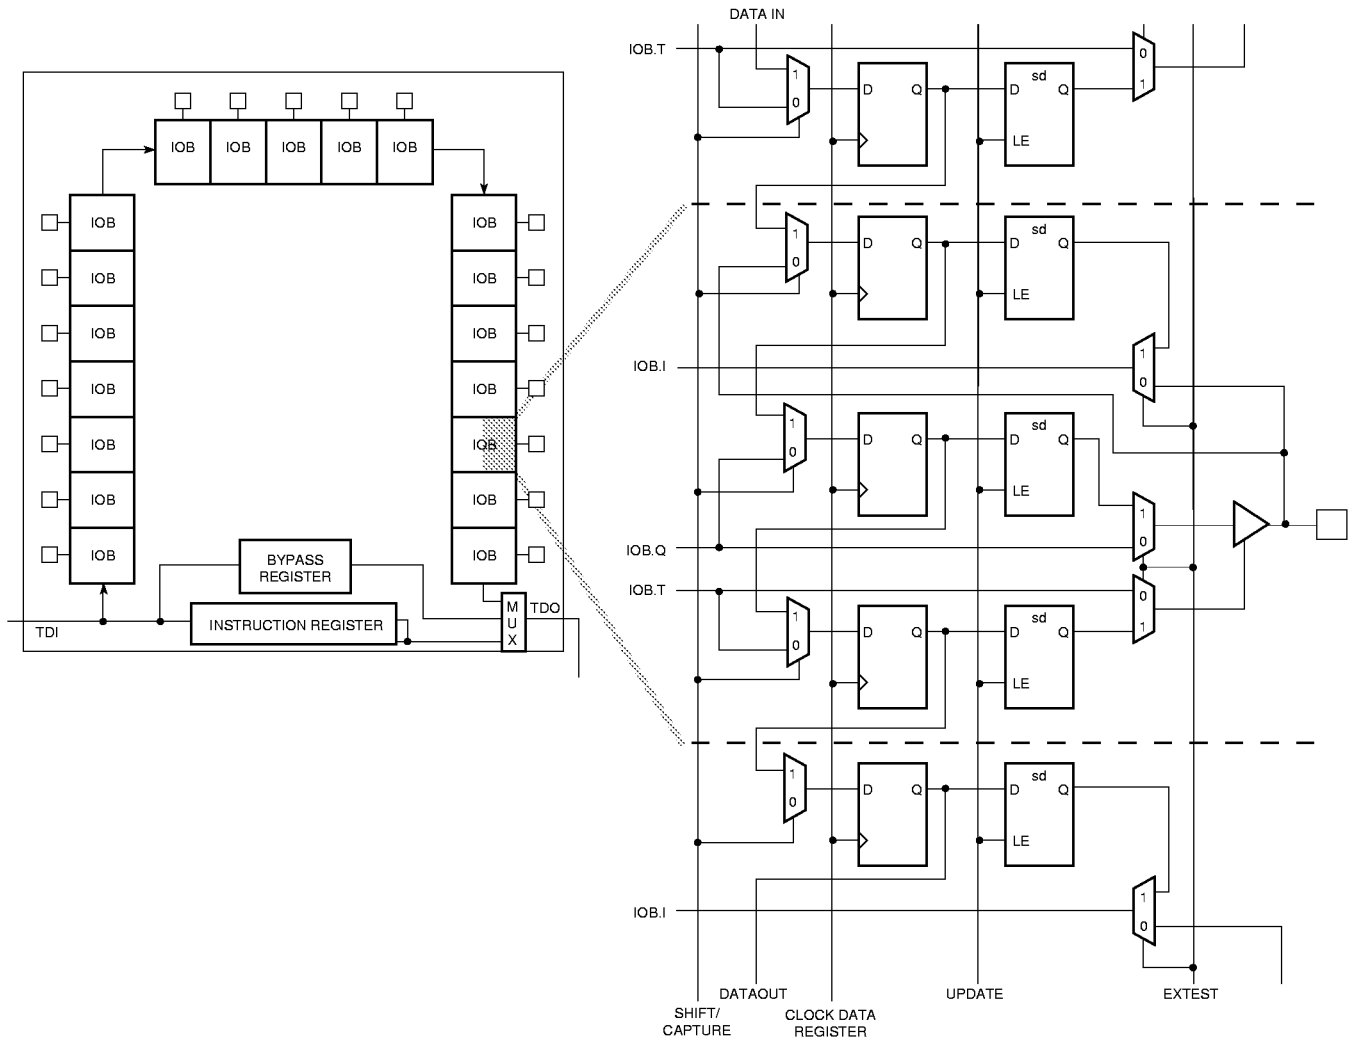 IOB IOB IOB IOB IOB
IOB
IOB
IOB
IOB
IOB
IOB
IOB
IOB
IOB
IOB
IOB
IOB
IOB
IOB
BYPASS
REGISTER
INSTRUCTION REGISTER
TDI
M
U
X
TDO
DATA IN
IOB.T
1
0
D Q
sd
D Q
LE
0
1
1
0
D Q
sd
D Q
LE
IOB.I
1
0
1
0
D Q
sd
D Q
LE
IOB.Q
1
0
IOB.T
0
1
1
0
D Q
sd
D Q
LE
1
0
D Q
sd
D Q
LE
IOB.I
1
0
DATAOUT
UPDATE
EXTEST
SHIFT/
CAPTURE
CLOCK DATA
REGISTER